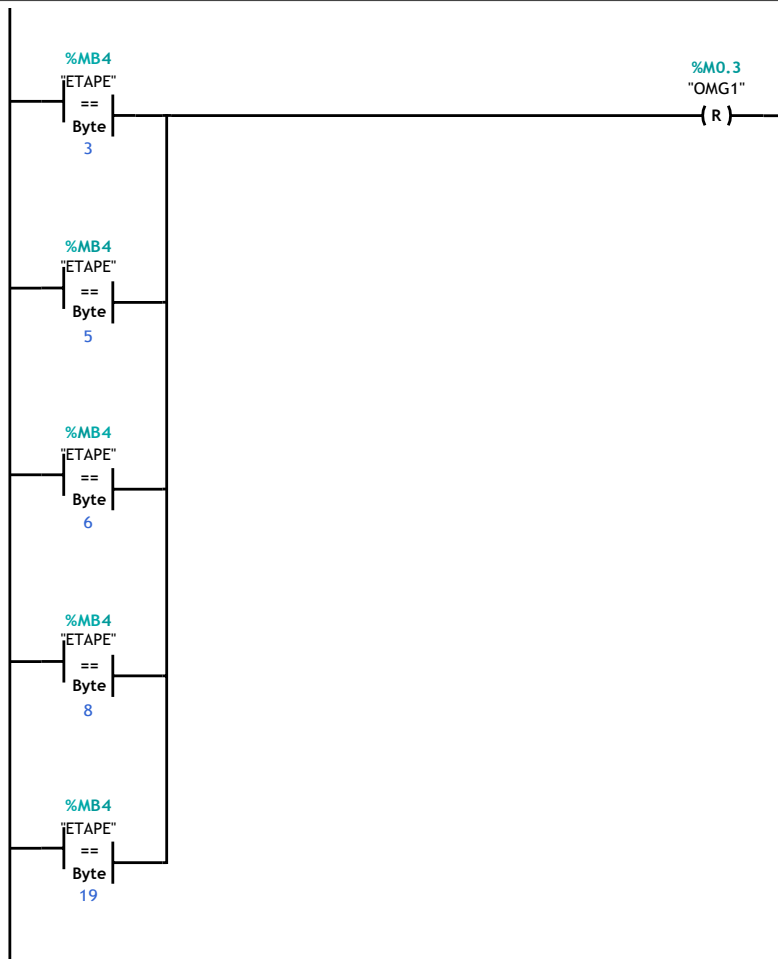 %MB4
"ETAPE"
==
Byte
3
%M0.3
"OMG1"
R
%MB4
"ETAPE"
==
Byte
5
%MB4
"ETAPE"
==
Byte
6
%MB4
"ETAPE"
==
Byte
8
%MB4
"ETAPE"
==
Byte
19